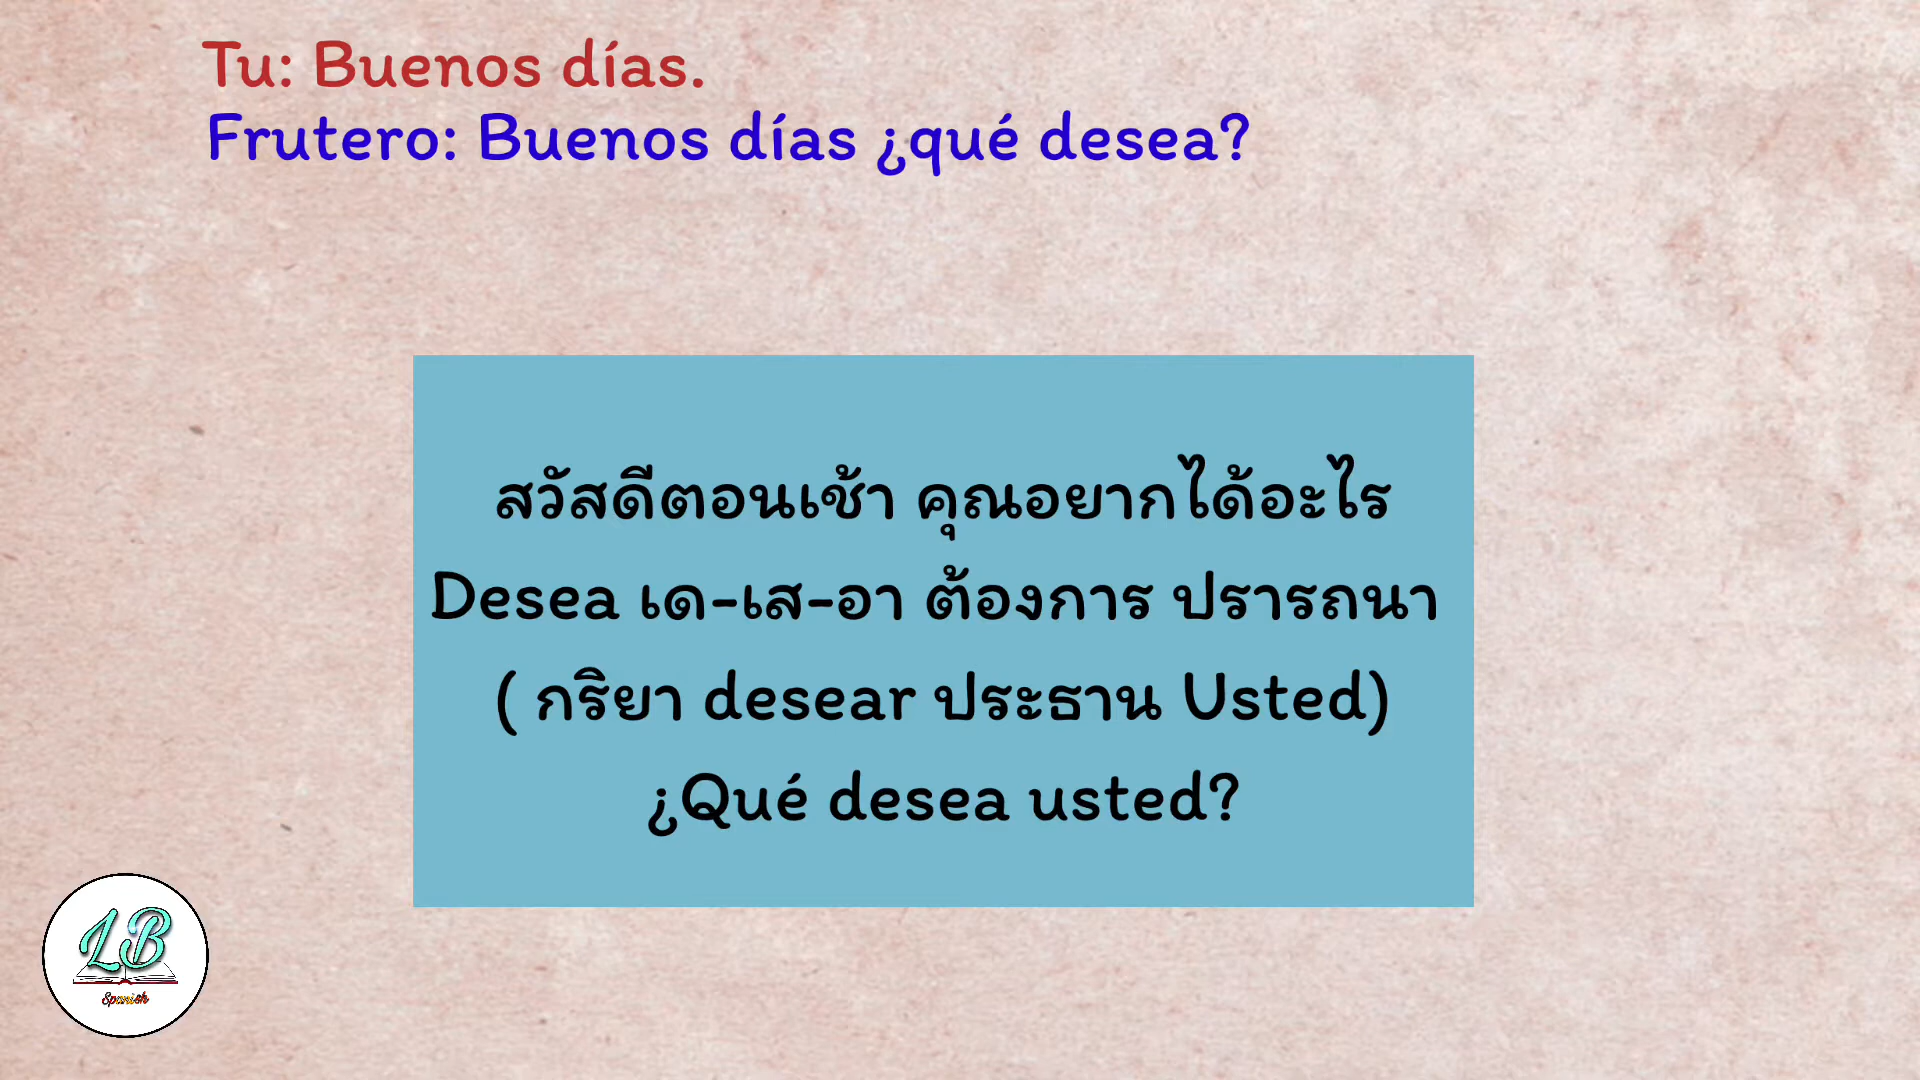 Tu: Buenos días.
Frutero: Buenos días ¿qué desea?
สวัสดีตอนเช้า คุณอยากได้อะไร
Desea เด-เส-อา ต้องการ ปรารถนา
( กริยา desear ประธาน Usted)
¿Qué desea usted?
LB
Spanish